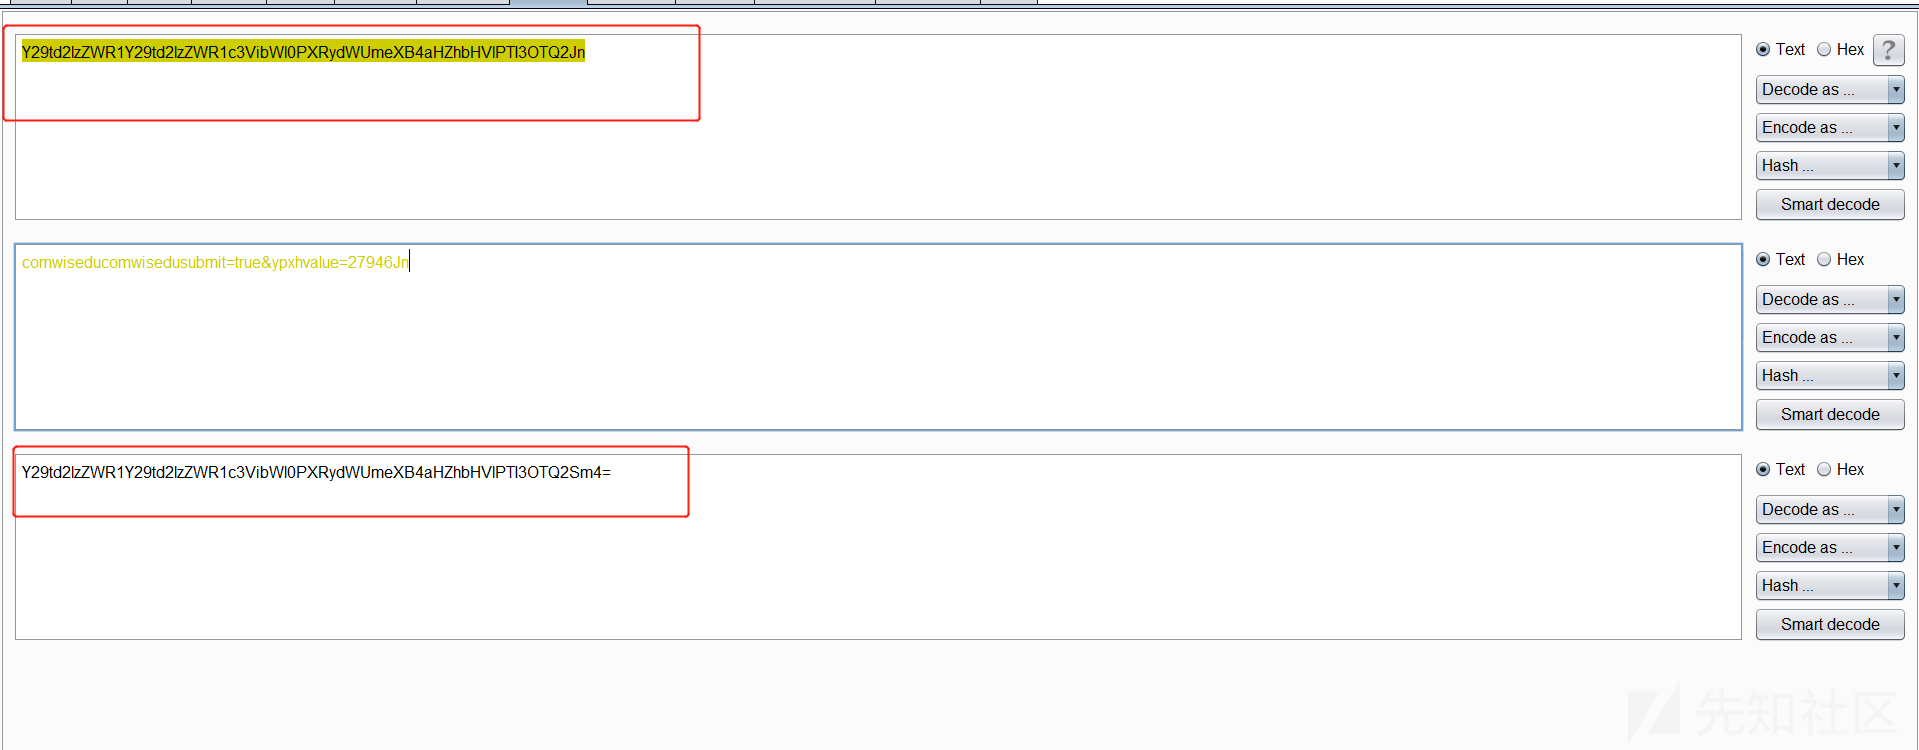 Y29td2lzZWR1Y29td2lzZWR1c3VibWl0PXRydWUmeXB4aHZhbHVlPTI3OTQ2Jn
Text Hex ?
Decode as ...
Encode as ...
Hash ...
Smart decode
comwiseducomwisedusubmit=true&ypxhvalue=27946Jn
Text Hex
Decode as ...
Encode as ...
Hash ...
Smart decode
Y29td2lzZWR1Y29td2lzZWR1c3VibWl0PXRydWUmeXB4aHZhbHVlPTI3OTQ2Sm4=
Text Hex
Decode as ...
Encode as ...
Hash ...
Smart decode
先知社区